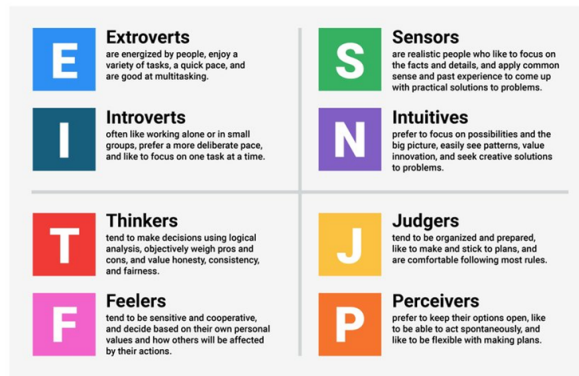 E
Extroverts
are energized by people, enjoy a
variety of tasks, a quick pace, and
are good at multitasking.
I
Introverts
often like working alone or in small
groups, prefer a more deliberate pace,
and like to focus on one task at a time.
S
Sensors
are realistic people who like to focus on
the facts and details, and apply common
sense and past experience to come up
with practical solutions to problems.
N
Intuitives
prefer to focus on possibilities and the
big picture, easily see patterns, value
innovation, and seek creative solutions
to problems.
T
Thinkers
tend to make decisions using logical
analysis, objectively weigh pros and
cons, and value honesty, consistency,
and fairness.
F
Feelers
tend to be sensitive and cooperative,
and decide based on their own personal
values and how others will be affected
by their actions.
J
Judgers
tend to be organized and prepared,
like to make and stick to plans, and
are comfortable following most rules.
P
Perceivers
prefer to keep their options open, like
to be able to act spontaneously, and
like to be flexible with making plans.